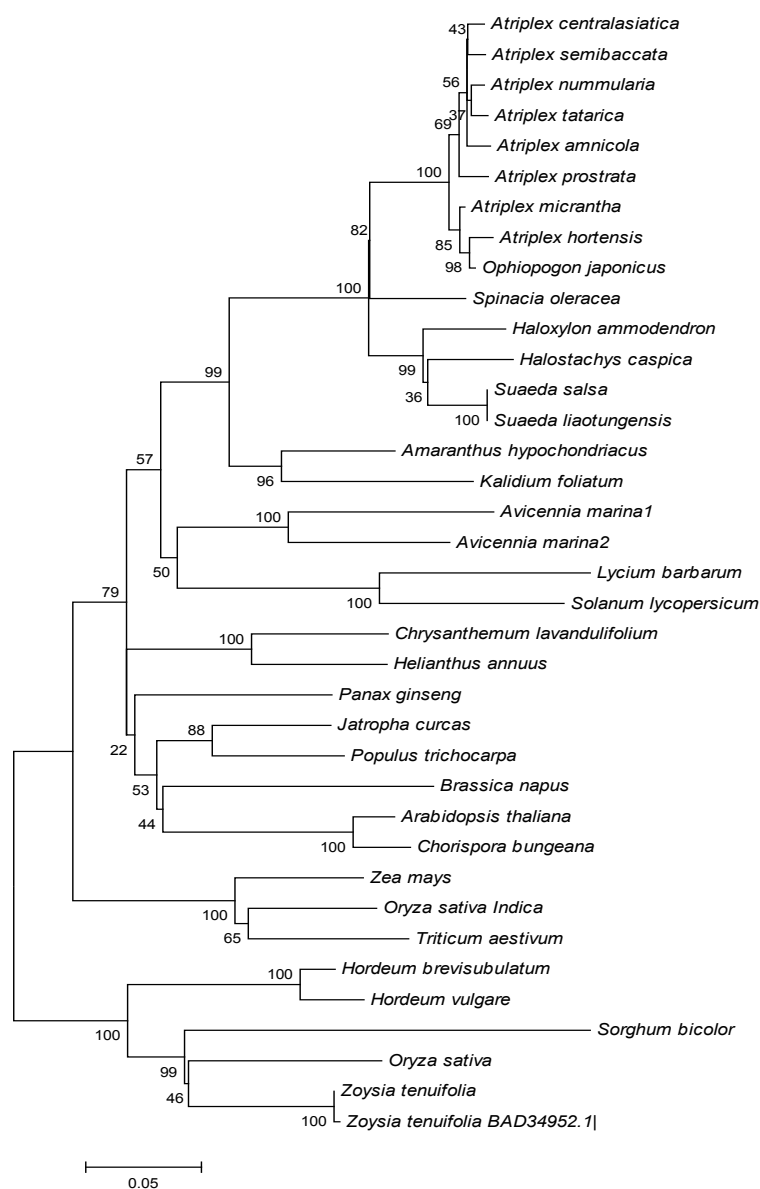 43
Atriplex centralasiatica
Atriplex semibaccata
56
Atriplex nummularia
37
Atriplex tatarica
69
Atriplex amnicola
100
Atriplex prostrata
Atriplex micrantha
82
85
Atriplex hortensis
98
Ophiopogon japonicus
100
Spinacia oleracea
Haloxylon ammodendron
99
Halostachys caspica
36
Suaeda salsa
100
Suaeda liaotungensis
99
Amaranthus hypochondriacus
96
Kalidium foliatum
57
100
Avicennia marina1
Avicennia marina2
50
Lycium barbarum
100
Solanum lycopersicum
79
100
Chrysanthemum lavandulifolium
Helianthus annuus
Panax ginseng
22
88
Jatropha curcas
Populus trichocarpa
53
Brassica napus
44
Arabidopsis thaliana
100
Chorispora bungeana
Zea mays
100
Oryza sativa Indica
65
Triticum aestivum
100
Hordeum brevisubulatum
Hordeum vulgare
100
Sorghum bicolor
99
Oryza sativa
46
Zoysia tenuifolia
100
Zoysia tenuifolia BAD34952.1|
0.05